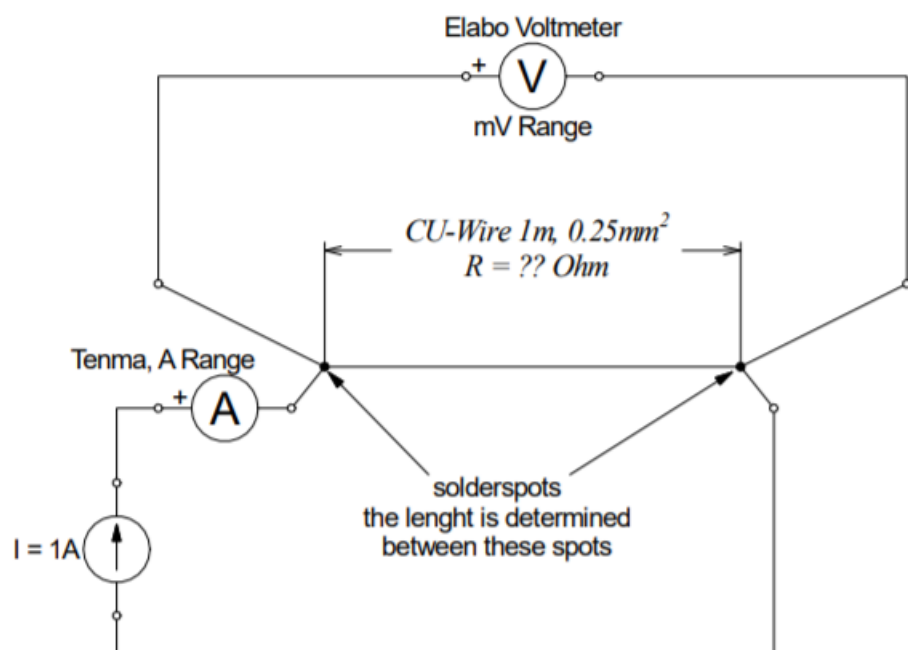 Elabo Voltmeter
+
V
mV Range
CU-Wire 1m, 0.25mm²
R = ?? Ohm
Tenma, A Range
+
A
solderspots
the lenght is determined
between these spots
I = 1A